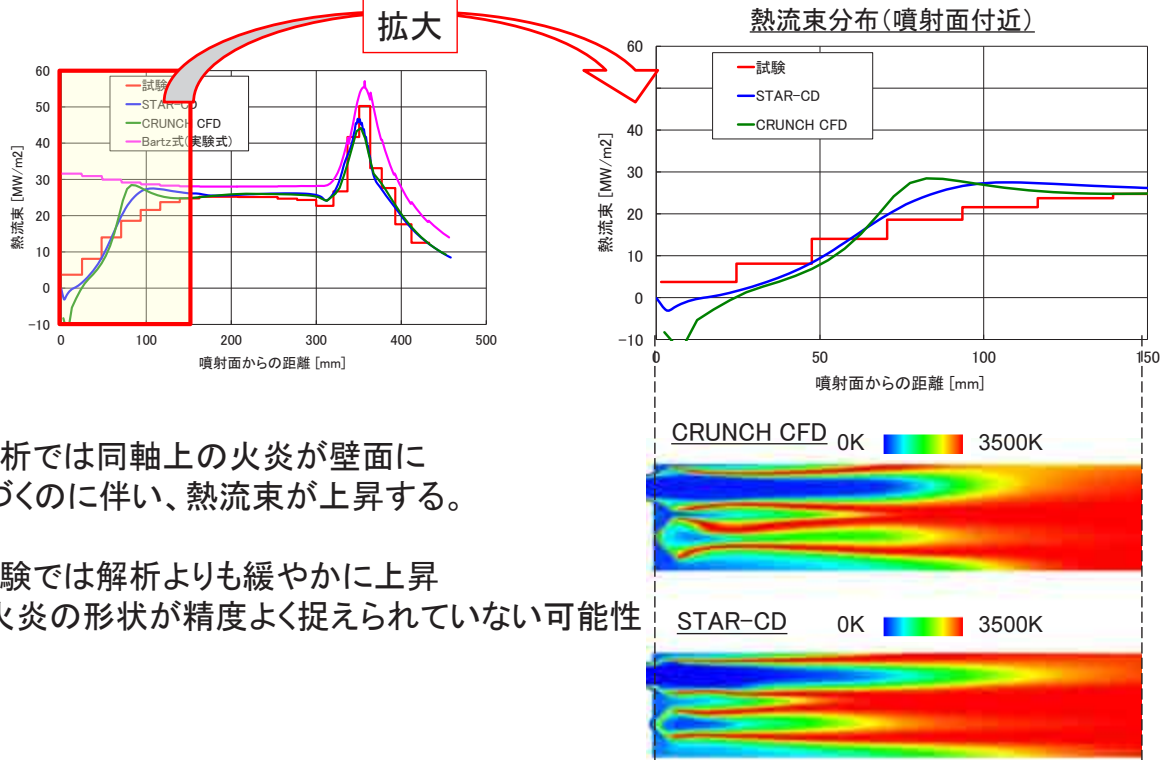 拡大
60
50
40
30
20
10
0
-10
0
100
200
300
400
500
熱流束 [MW/m2]
噴射面からの距離 [mm]
試験
STAR-CD
CRUNCH CFD
Bartz式(実験式)
熱流束分布(噴射面付近)
60
50
40
30
20
10
0
-10
0
50
100
150
熱流束 [MW/m2]
噴射面からの距離 [mm]
試験
STAR-CD
CRUNCH CFD
析では同軸上の火炎が壁面に
づくのに伴い、熱流束が上昇する。
験では解析よりも緩やかに上昇
火炎の形状が精度よく捉えられていない可能性
CRUNCH CFD 0K 3500K
STAR-CD 0K 3500K